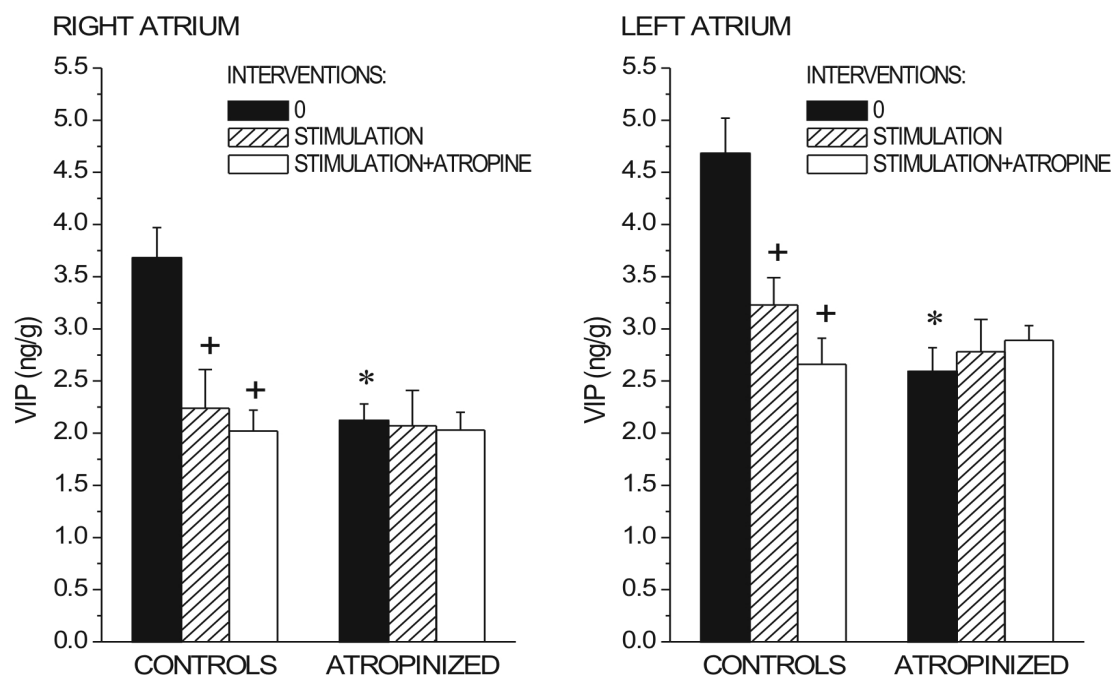 RIGHT ATRIUM
5.5
5.0
4.5
4.0
3.5
3.0
2.5
2.0
1.5
1.0
0.5
0.0
VIP (ng/g)
INTERVENTIONS:
0
STIMULATION
STIMULATION+ATROPINE
+
+
*
CONTROLS
ATROPINIZED
LEFT ATRIUM
5.5
5.0
4.5
4.0
3.5
3.0
2.5
2.0
1.5
1.0
0.5
0.0
VIP (ng/g)
INTERVENTIONS:
0
STIMULATION
STIMULATION+ATROPINE
+
+
*
CONTROLS
ATROPINIZED